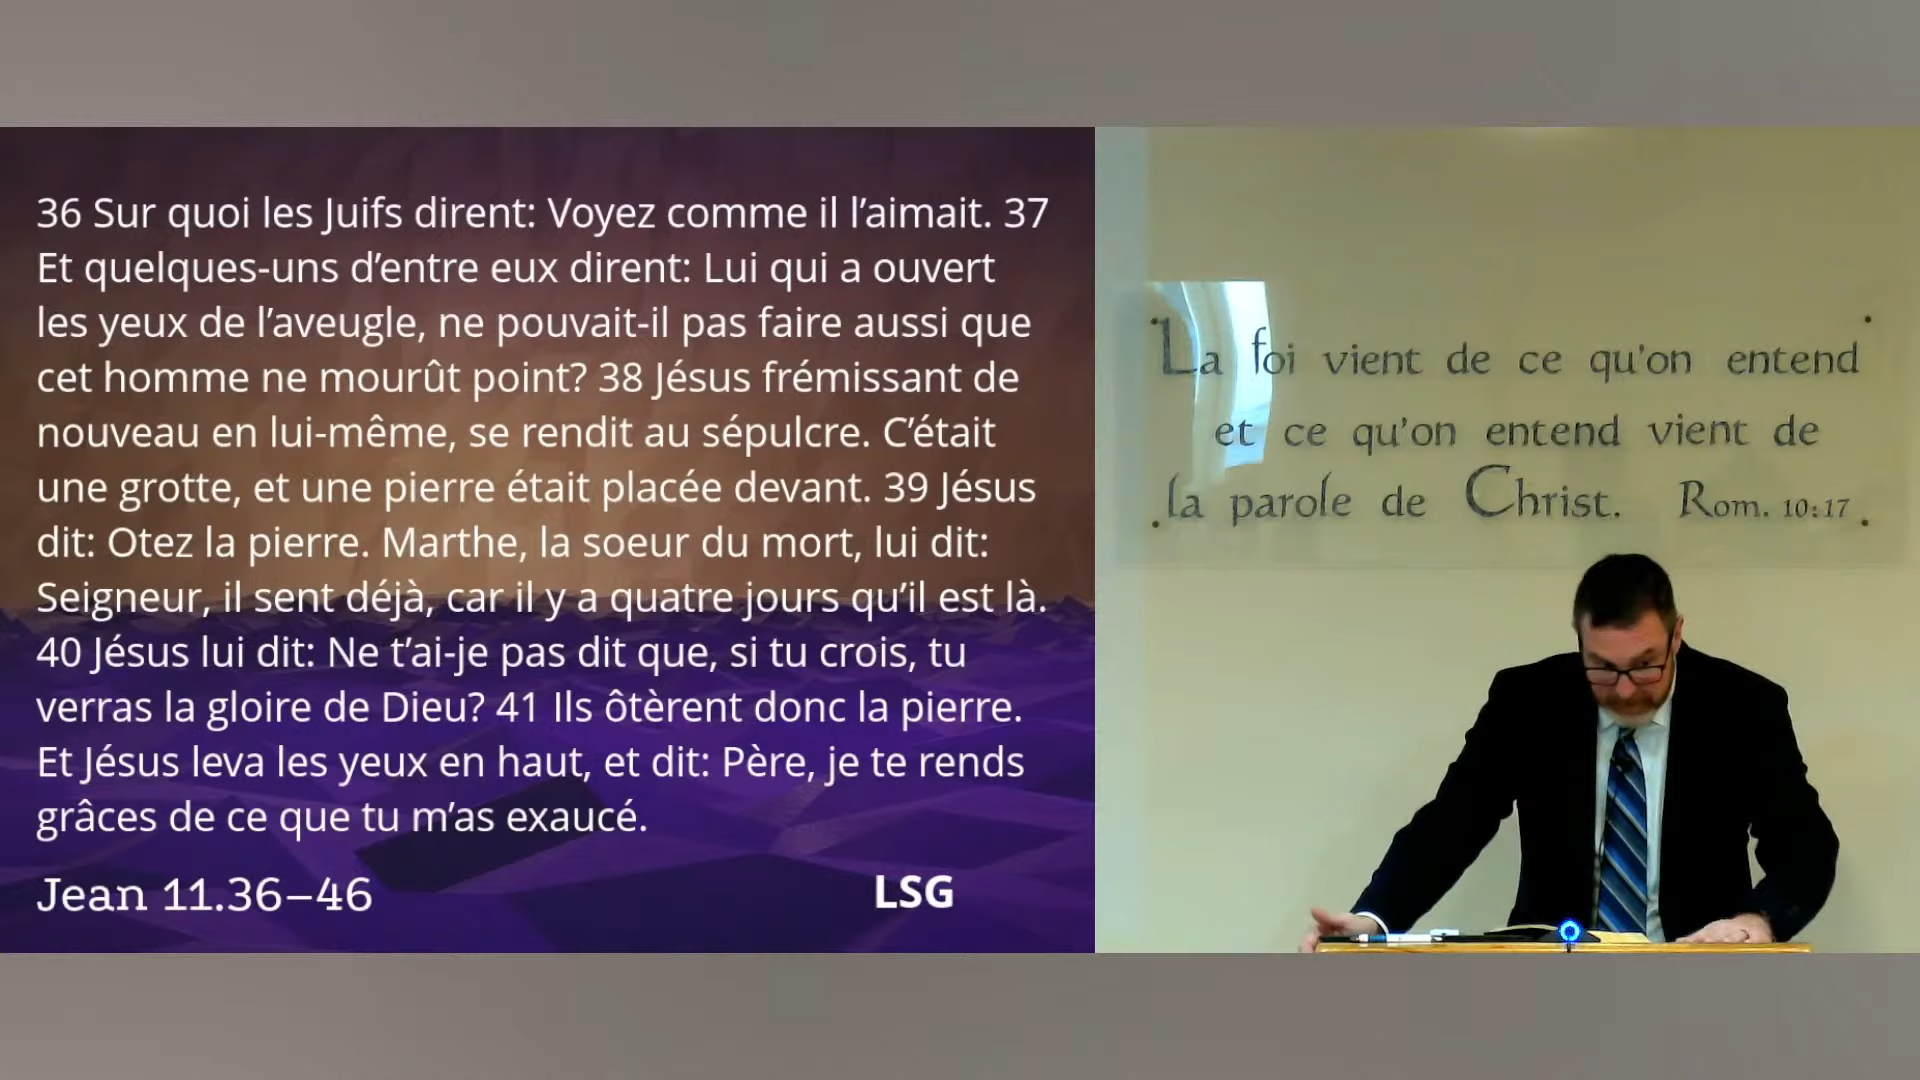 36 Sur quoi les Juifs dirent: Voyez comme il l’aimait. 37
Et quelques-uns d’entre eux dirent: Lui qui a ouvert
les yeux de l’aveugle, ne pouvait-il pas faire aussi que
cet homme ne mourût point? 38 Jésus frémissant de
nouveau en lui-même, se rendit au sépulcre. C’était
une grotte, et une pierre était placée devant. 39 Jésus
dit: Otez la pierre. Marthe, la soeur du mort, lui dit:
Seigneur, il sent déjà, car il y a quatre jours qu’il est là.
40 Jésus lui dit: Ne t’ai-je pas dit que, si tu crois, tu
verras la gloire de Dieu? 41 Ils ôtèrent donc la pierre.
Et Jésus leva les yeux en haut, et dit: Père, je te rends
grâces de ce que tu m’as exaucé.
Jean 11.36–46
LSG
La foi vient de ce qu'on entend
et ce qu'on entend vient de
la parole de Christ. Rom. 10:17